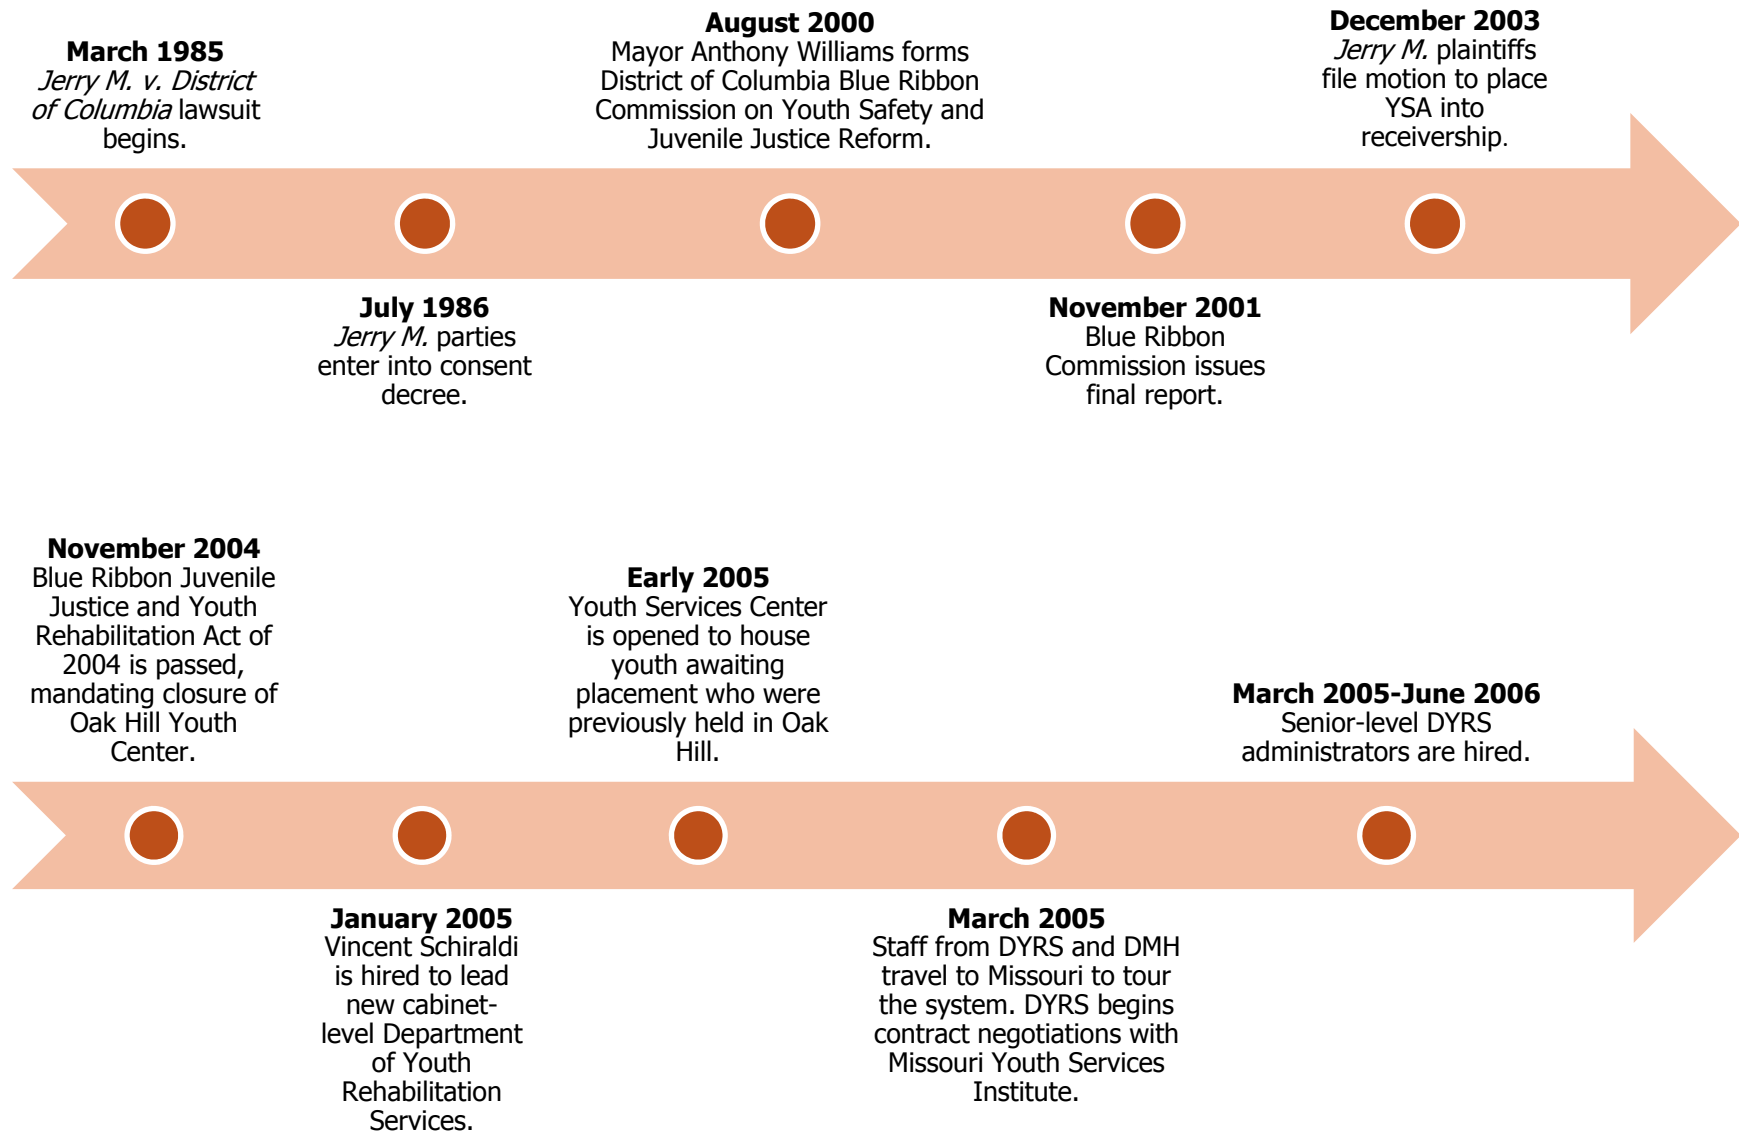 March 1985
Jerry M. v. District
of Columbia lawsuit
begins.
July 1986
Jerry M. parties
enter into consent
decree.
August 2000
Mayor Anthony Williams forms
District of Columbia Blue Ribbon
Commission on Youth Safety and
Juvenile Justice Reform.
November 2001
Blue Ribbon
Commission issues
final report.
December 2003
Jerry M. plaintiffs
file motion to place
YSA into
receivership.
November 2004
Blue Ribbon Juvenile
Justice and Youth
Rehabilitation Act of
2004 is passed,
mandating closure of
Oak Hill Youth
Center.
January 2005
Vincent Schiraldi
is hired to lead
new cabinet-
level Department
of Youth
Rehabilitation
Services.
Early 2005
Youth Services Center
is opened to house
youth awaiting
placement who were
previously held in Oak
Hill.
March 2005
Staff from DYRS and DMH
travel to Missouri to tour
the system. DYRS begins
contract negotiations with
Missouri Youth Services
Institute.
March 2005-June 2006
Senior-level DYRS
administrators are hired.